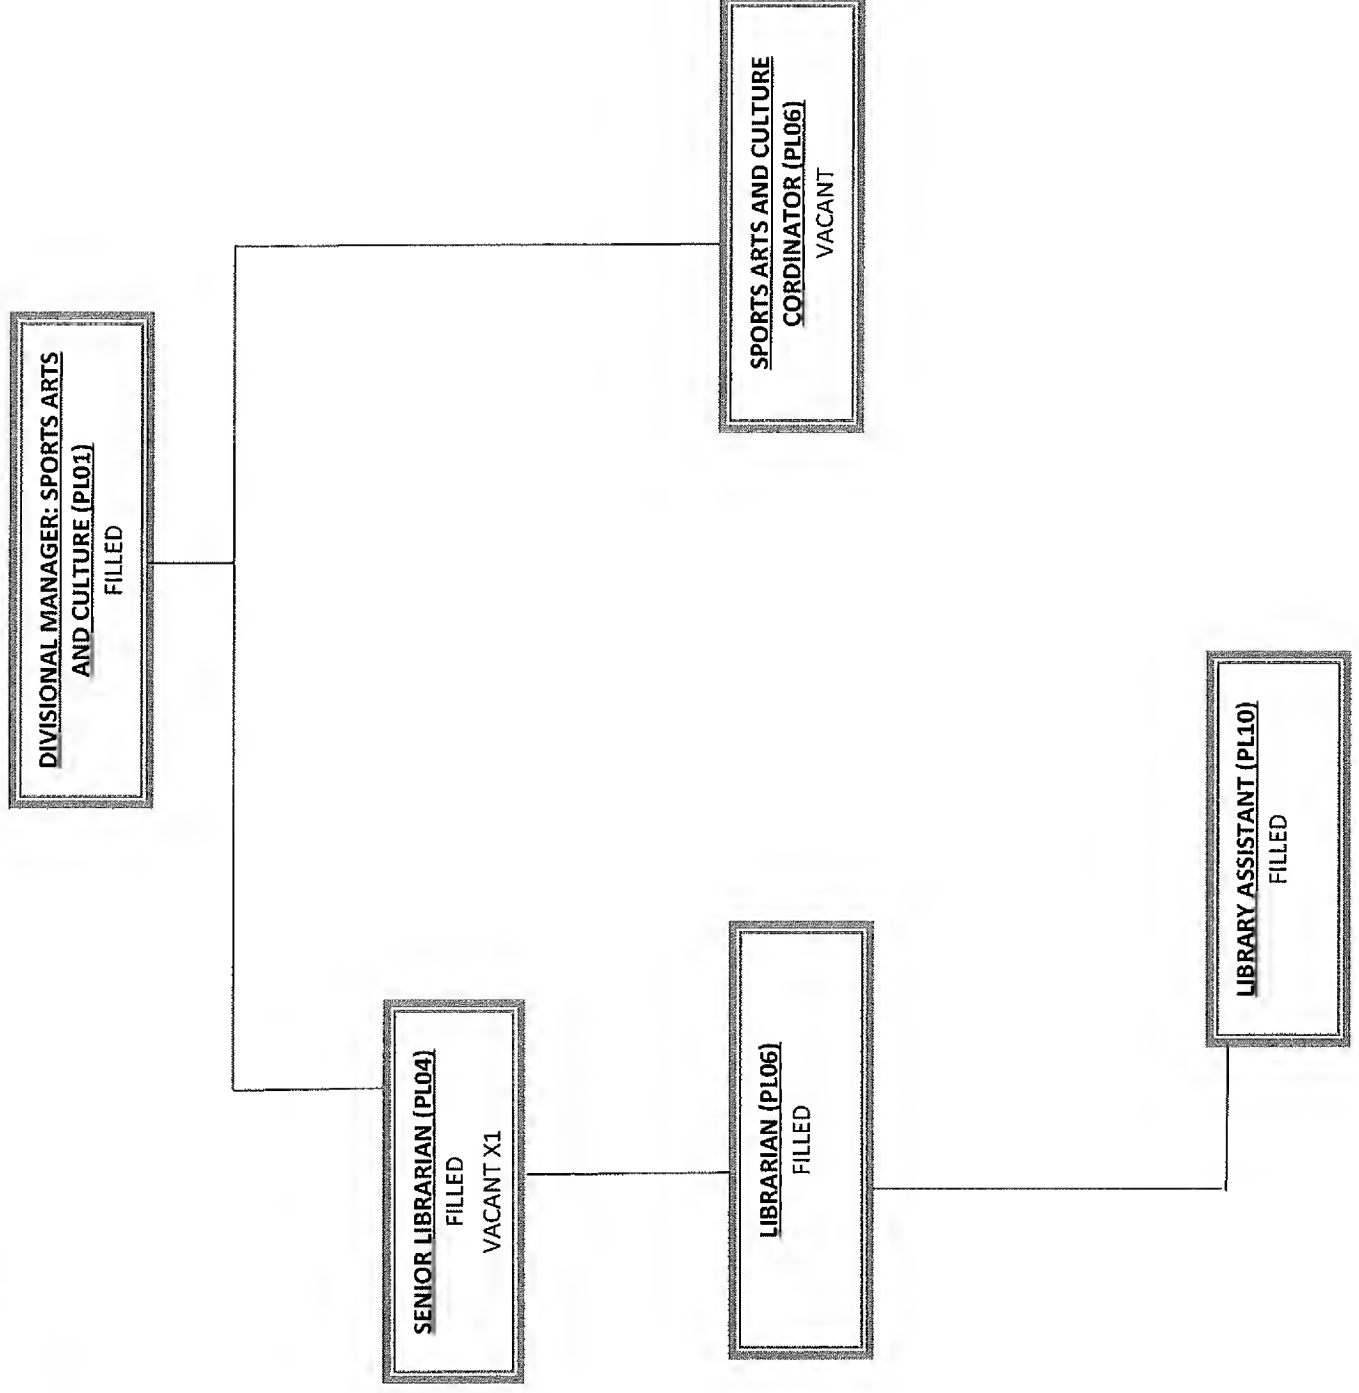 DIVISIONAL MANAGER: SPORTS ARTS
AND CULTURE (PL01)
FILLED
SENIOR LIBRARIAN (PL04)
FILLED
VACANT X1
SPORTS ARTS AND CULTURE
CORDINATOR (PL06)
VACANT
LIBRARIAN (PL06)
FILLED
LIBRARY ASSISTANT (PL10)
FILLED